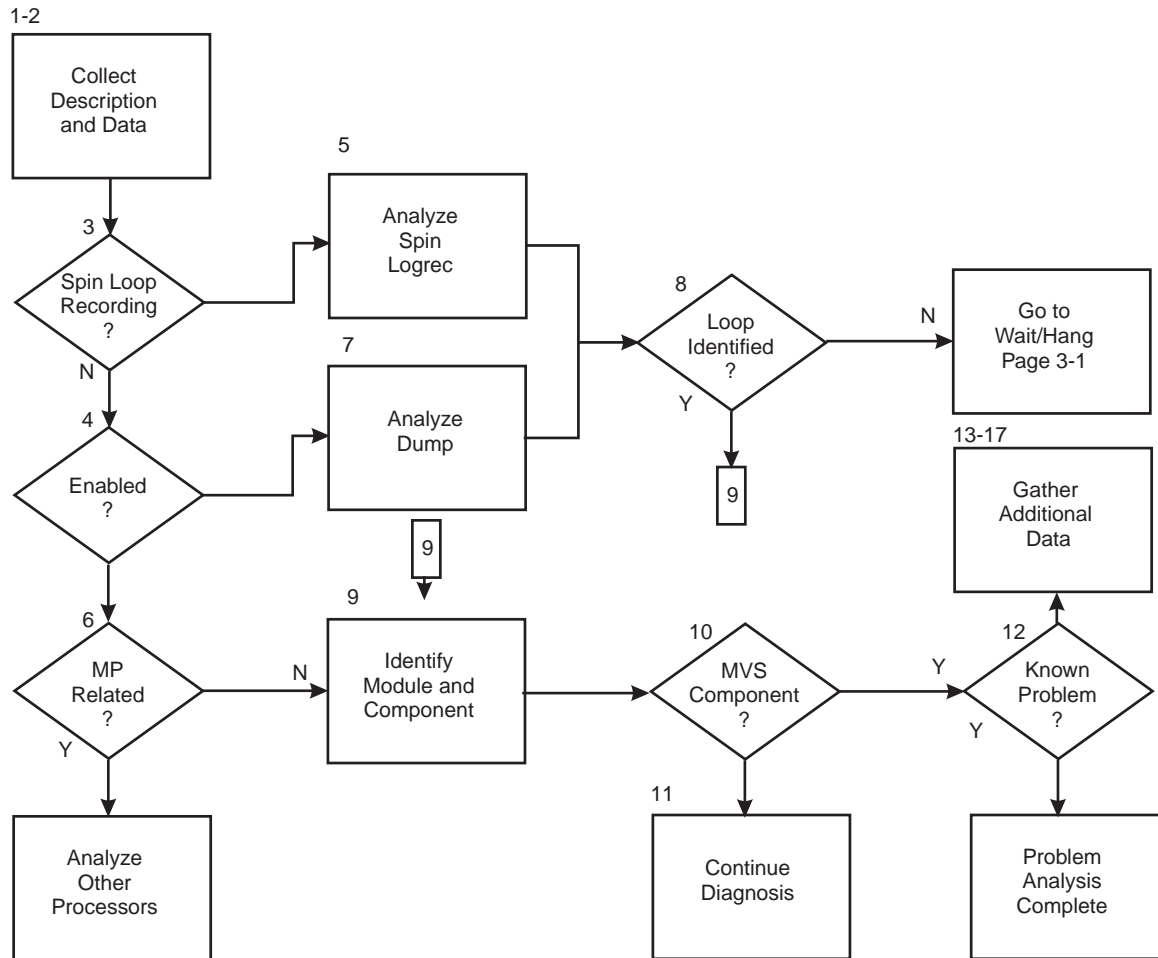 1-2
Collect
Description
and Data
3
Spin Loop
Recording
?
N
5
Analyze
Spin
Logrec
4
Enabled
?
7
Analyze
Dump
8
Loop
Identified
?
N
Y
9
Go to
Wait/Hang
Page 3-1
6
MP
Related
?
N
Y
9
9
Identify
Module and
Component
10
MVS
Component
?
Y
12
Known
Problem
?
Y
13-17
Gather
Additional
Data
Analyze
Other
Processors
11
Continue
Diagnosis
Problem
Analysis
Complete